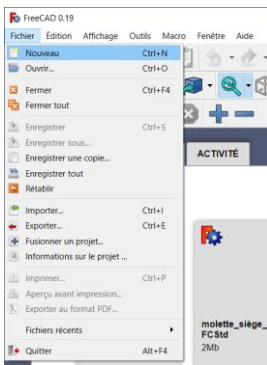 FreeCAD 0.19
Fichier Édition Affichage Outils Macro Fenêtre Aide
Nouveau Ctrl+N
Ouvrir... Ctrl+O
Fermer Ctrl+F4
Fermer tout
Enregistrer Ctrl+S
Enregistrer sous...
Enregistrer une copie...
Enregistrer tout
Rétablir
Importer... Ctrl+I
Exporter... Ctrl+E
Fusionner un projet...
Informations sur le projet ...
Imprimer... Ctrl+P
Aperçu avant impression...
Exporter au format PDF...
Fichiers récents
Quitter Alt+F4
ACTIVITÉ
molette_siège_
FCStd
2Mb